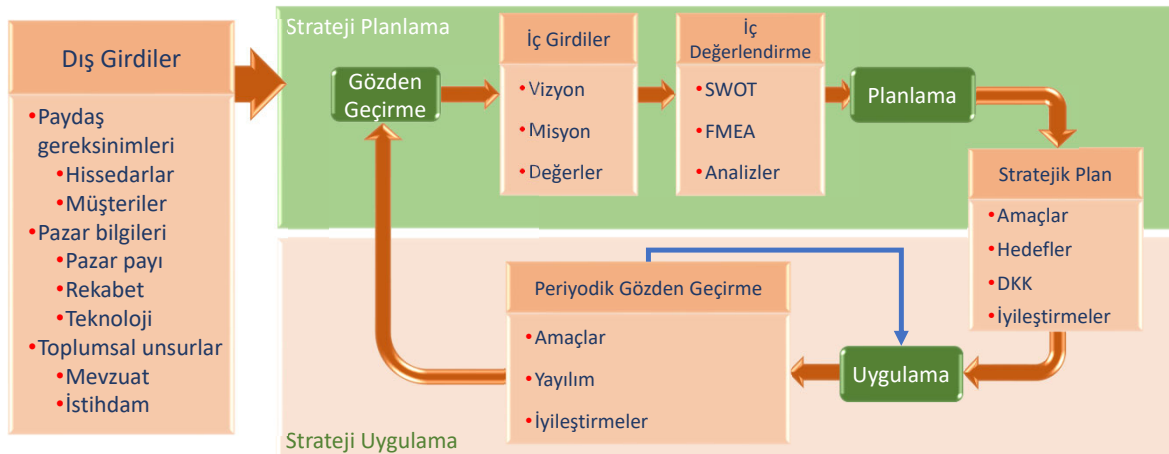 Dış Girdiler
•Paydaş
gereksinimleri
•Hissedarlar
•Müşteriler
•Pazar bilgileri
•Pazar payı
•Rekabet
•Teknoloji
•Toplumsal unsurlar
•Mevzuat
•İstihdam
Strateji Planlama
Gözden
Geçirme
İç Girdiler
•Vizyon
•Misyon
•Değerler
İç
Değerlendirme
•SWOT
•FMEA
•Analizler
Planlama
Stratejik Plan
•Amaçlar
•Hedefler
•DKK
•İyileştirmeler
Uygulama
Periyodik Gözden Geçirme
•Amaçlar
•Yayılım
•İyileştirmeler
Strateji Uygulama